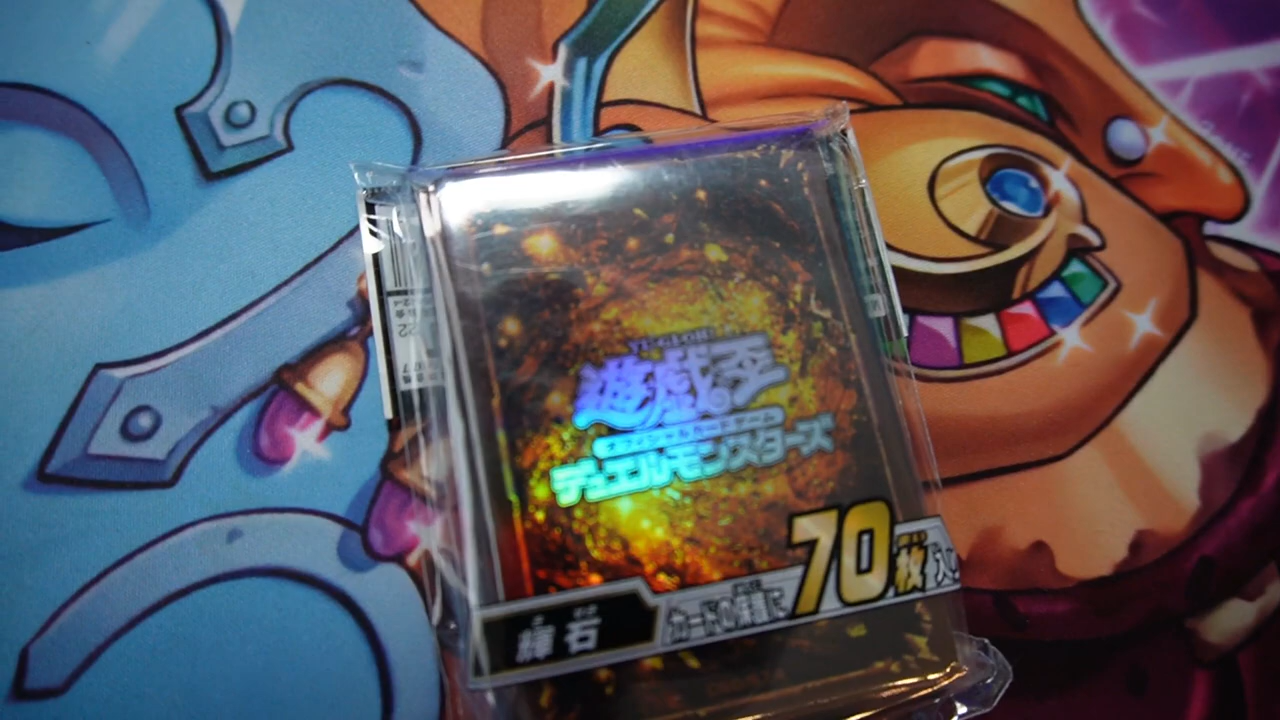 YU-GI-OH!
遊戯王
オフィシャルカードゲーム
デュエルモンスターズ
カードの保護に
70枚入り
輝石